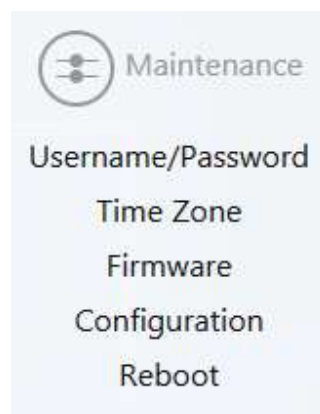 Maintenance
Username/Password
Time Zone
Firmware
Configuration
Reboot